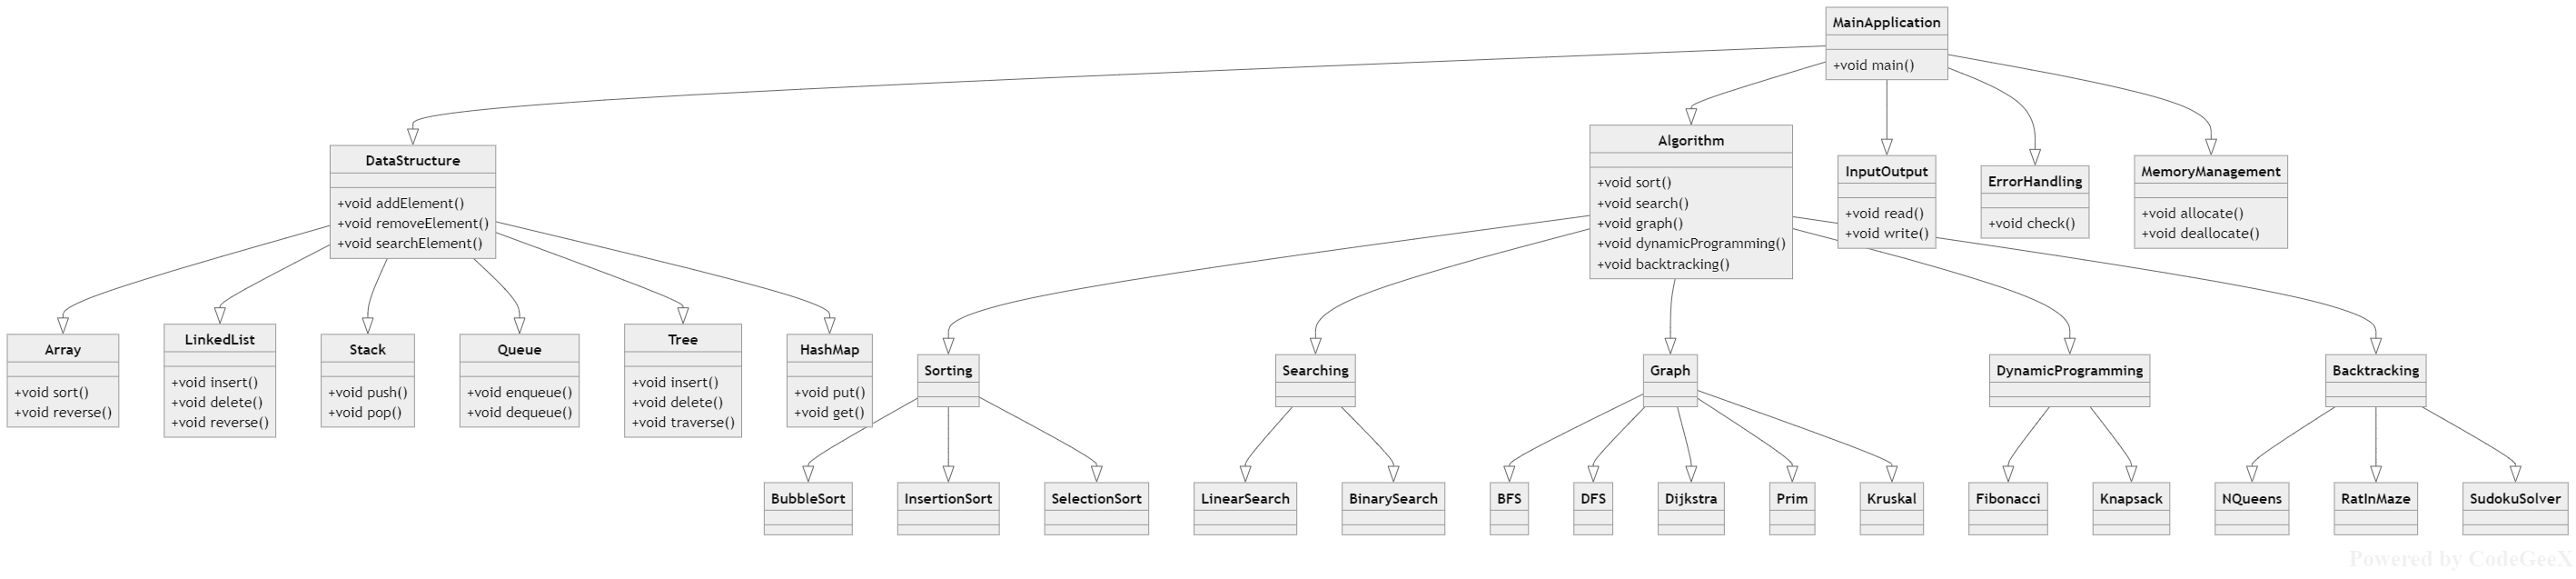 MainApplication
+void main()
DataStructure
+void addElement()
+void removeElement()
+void searchElement()
Algorithm
+void sort()
+void search()
+void graph()
+void dynamicProgramming()
+void backtracking()
InputOutput
+void read()
+void write()
ErrorHandling
+void check()
MemoryManagement
+void allocate()
+void deallocate()
Array
+void sort()
+void reverse()
LinkedList
+void insert()
+void delete()
+void reverse()
Stack
+void push()
+void pop()
Queue
+void enqueue()
+void dequeue()
Tree
+void insert()
+void delete()
+void traverse()
HashMap
+void put()
+void get()
Sorting
Searching
Graph
DynamicProgramming
Backtracking
BubbleSort
InsertionSort
SelectionSort
LinearSearch
BinarySearch
BFS
DFS
Dijkstra
Prim
Kruskal
Fibonacci
Knapsack
NQueens
RatInMaze
SudokuSolver
Powered by CodeGeeX